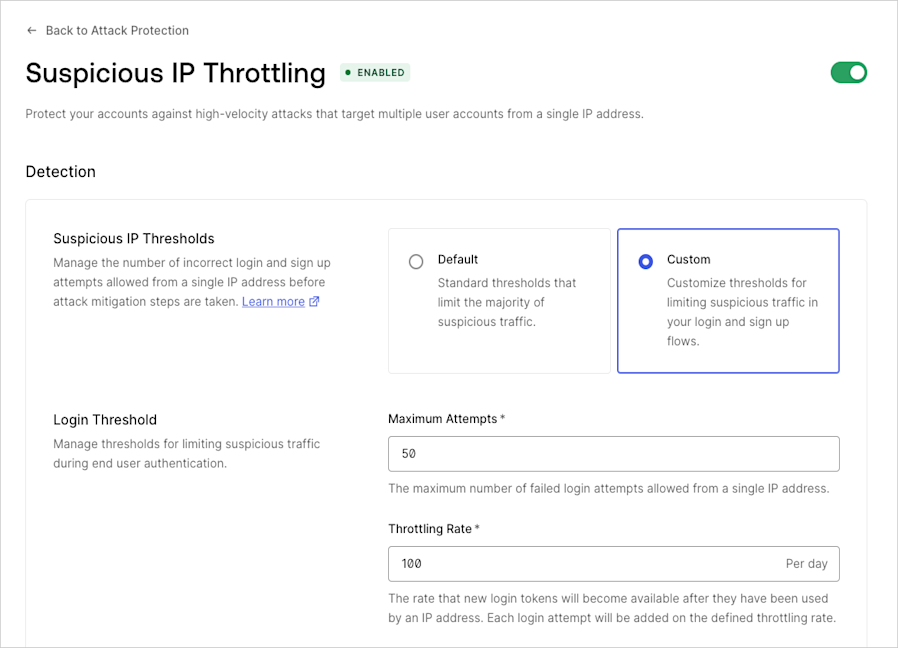 ← Back to Attack Protection
Suspicious IP Throttling
ENABLED
Protect your accounts against high-velocity attacks that target multiple user accounts from a single IP address.
Detection
Suspicious IP Thresholds
Manage the number of incorrect login and sign up
attempts allowed from a single IP address before
attack mitigation steps are taken. Learn more
Default
Standard thresholds that
limit the majority of
suspicious traffic.
Custom
Customize thresholds for
limiting suspicious traffic in
your login and sign up
flows.
Login Threshold
Manage thresholds for limiting suspicious traffic
during end user authentication.
Maximum Attempts *
50
The maximum number of failed login attempts allowed from a single IP address.
Throttling Rate *
100 Per day
The rate that new login tokens will become available after they have been used
by an IP address. Each login attempt will be added on the defined throttling rate.